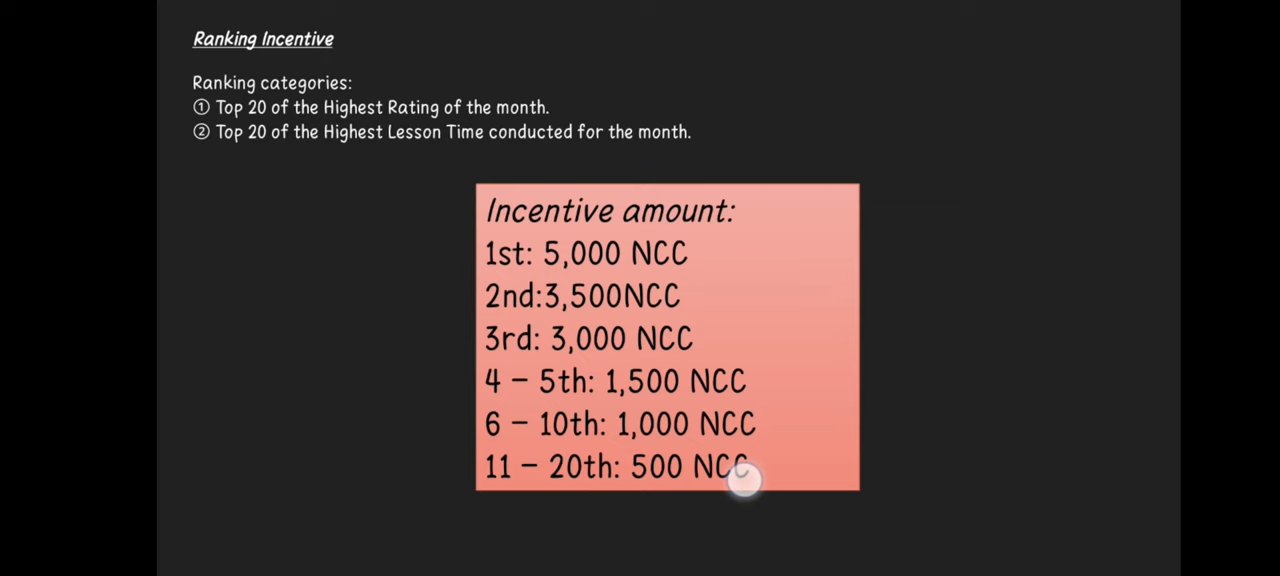 Ranking Incentive
Ranking categories:
① Top 20 of the Highest Rating of the month.
② Top 20 of the Highest Lesson Time conducted for the month.
Incentive amount:
1st: 5,000 NCC
2nd:3,500NCC
3rd: 3,000 NCC
4 – 5th: 1,500 NCC
6 – 10th: 1,000 NCC
11 – 20th: 500 NCC